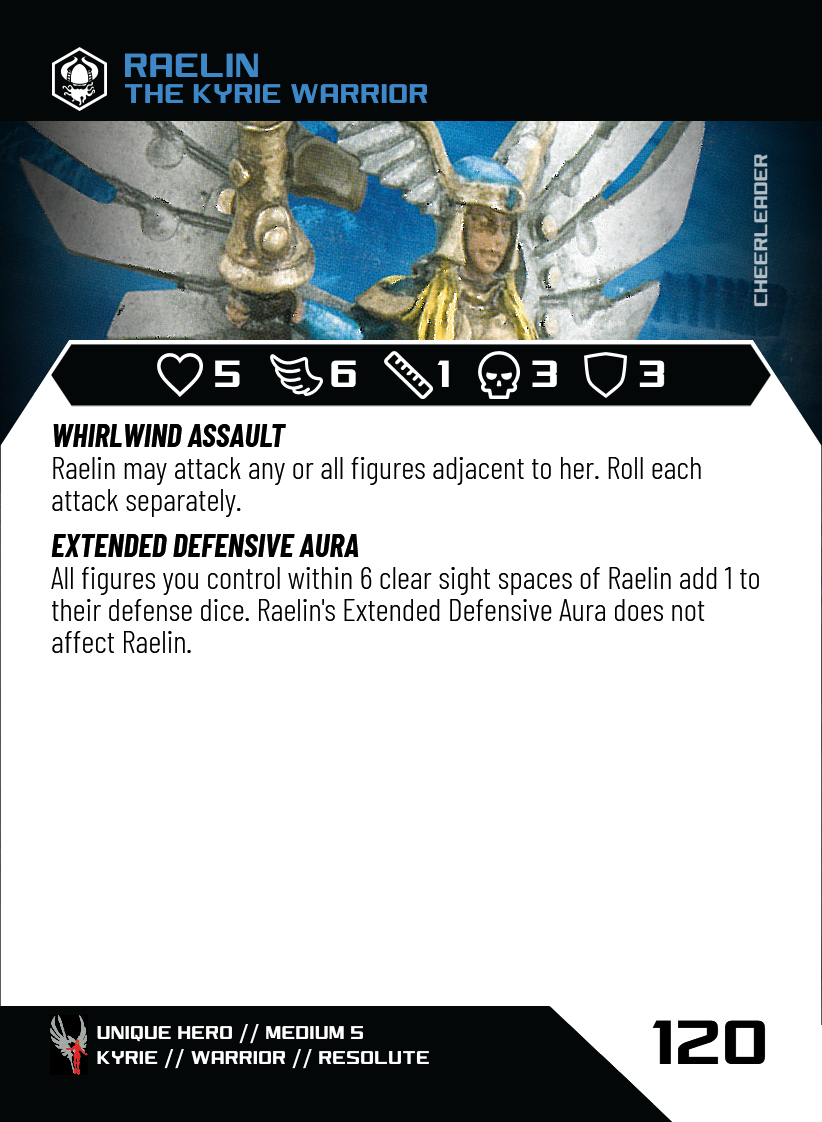 RAELIN
THE KYRIE WARRIOR
CHEERLEADER
5 6 1 3 3
WHIRLWIND ASSAULT
Raelin may attack any or all figures adjacent to her. Roll each
attack separately.
EXTENDED DEFENSIVE AURA
All figures you control within 6 clear sight spaces of Raelin add 1 to
their defense dice. Raelin's Extended Defensive Aura does not
affect Raelin.
UNIQUE HERO // MEDIUM 5
KYRIE // WARRIOR // RESOLUTE
120